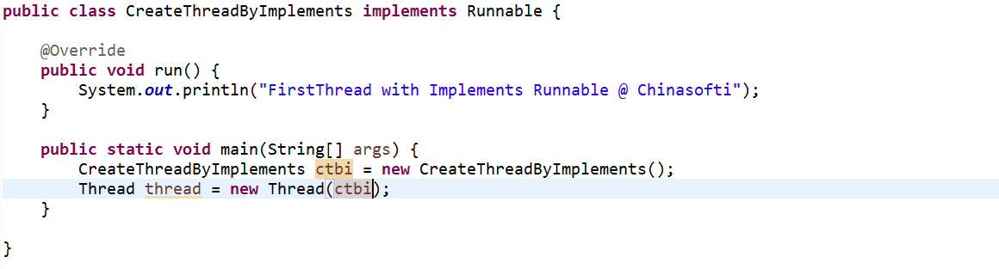 public class CreateThreadByImplements implements Runnable {
@Override
public void run() {
System.out.println("FirstThread with Implements Runnable @ Chinasofti");
}
public static void main(String[] args) {
CreateThreadByImplements ctbi = new CreateThreadByImplements();
Thread thread = new Thread(ctbi);
}
}